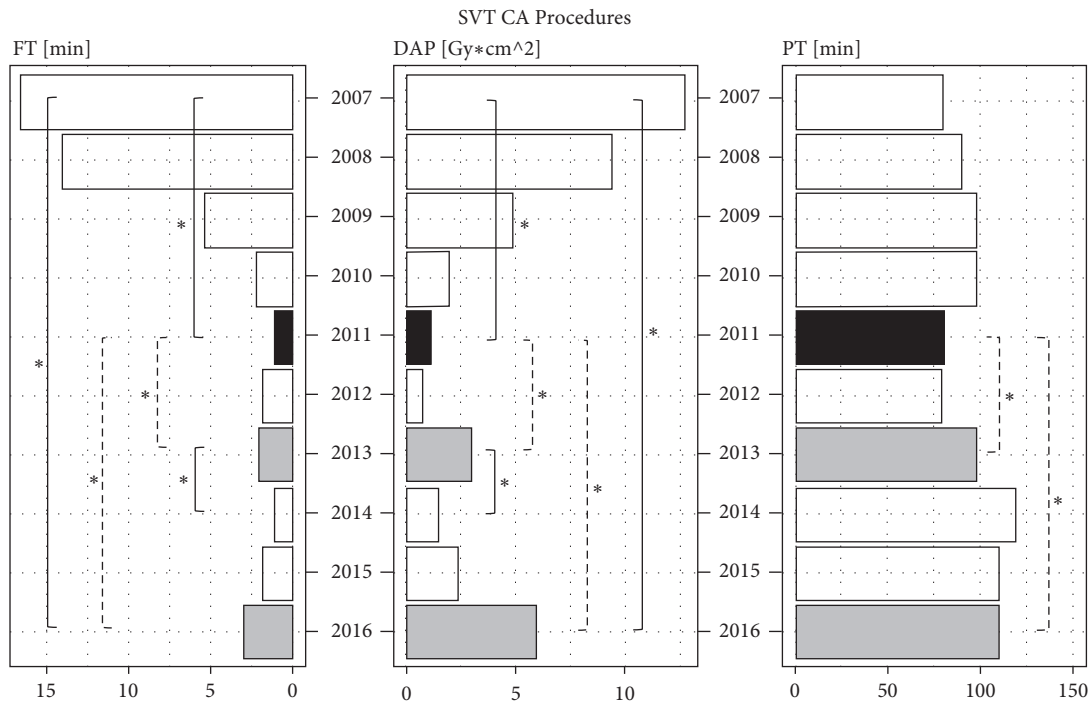 SVT CA Procedures
FT [min] DAP [Gy*cm^2] PT [min]
2007 2007
2008 2008
2009 2009
* *
2010 2010
2011 2011
* *
2012 2012
* * *
2013 2013
* * * * *
2014 2014
2015 2015
2016 2016
15 10 5 0 0 5 10 0 50 100 150